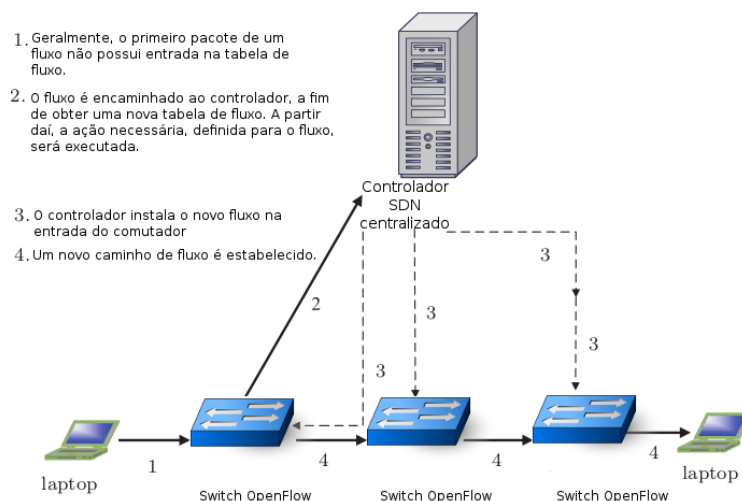 1. Geralmente, o primeiro pacote de um
fluxo não possui entrada na tabela de
fluxo.
2. O fluxo é encaminhado ao controlador, a fim
de obter uma nova tabela de fluxo. A partir
daí, a ação necessária, definida para o fluxo,
será executada.
3. O controlador instala o novo fluxo na
entrada do comutador
4. Um novo caminho de fluxo é estabelecido.
Controlador
SDN
centralizado
3
2
3
3
3
1
4
4
4
laptop
Switch OpenFlow
Switch OpenFlow
Switch OpenFlow
laptop